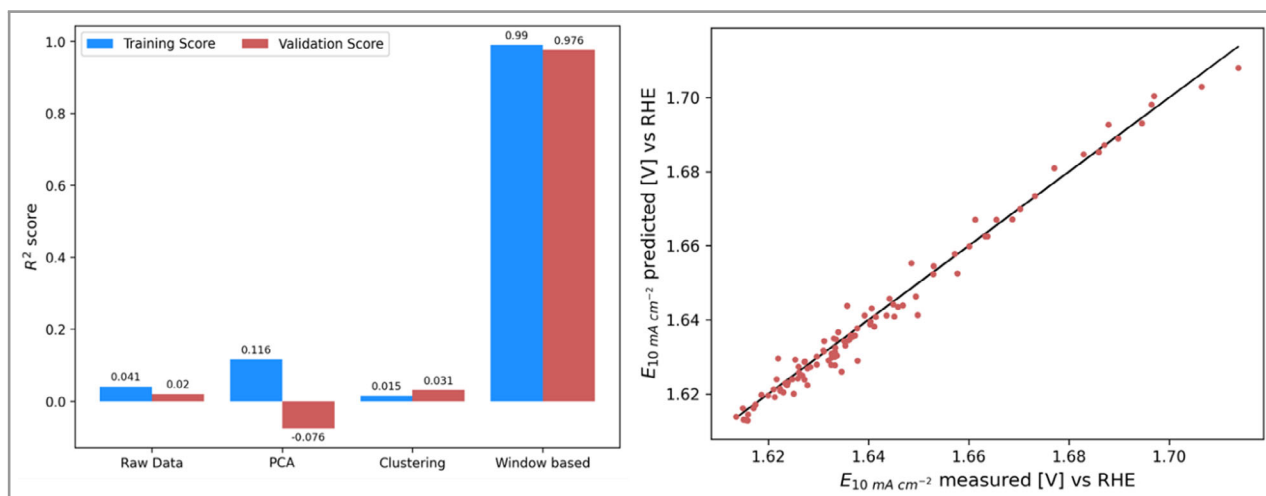 Training Score
Validation Score
R² score
1.0
0.8
0.6
0.4
0.2
0.0
0.041
0.02
0.116
-0.076
0.015
0.031
0.99
0.976
Raw Data
PCA
Clustering
Window based
E10 mA cm⁻² predicted [V] vs RHE
1.70
1.68
1.66
1.64
1.62
1.62
1.64
1.66
1.68
1.70
E10 mA cm⁻² measured [V] vs RHE